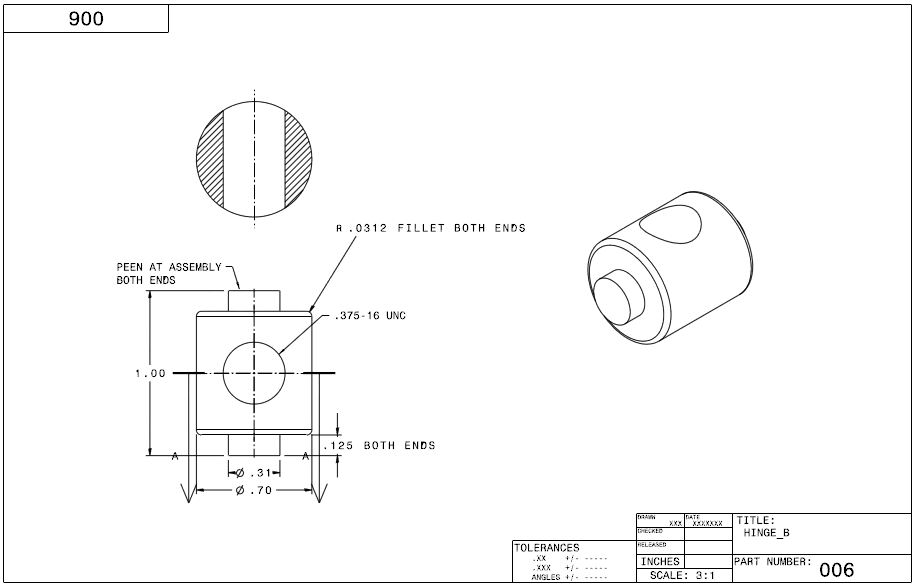 900
R .0312 FILLET BOTH ENDS
PEEN AT ASSEMBLY
BOTH ENDS
.375-16 UNC
1.00
.125 BOTH ENDS
A A
Ø .31
Ø .70
DRAWN XXX DATE XXXXXXX
CHECKED
RELEASED
TITLE:
HINGE_B
TOLERANCES
.XX +/- -----
.XXX +/- -----
ANGLES +/- -----
INCHES
SCALE: 3:1
PART NUMBER: 006